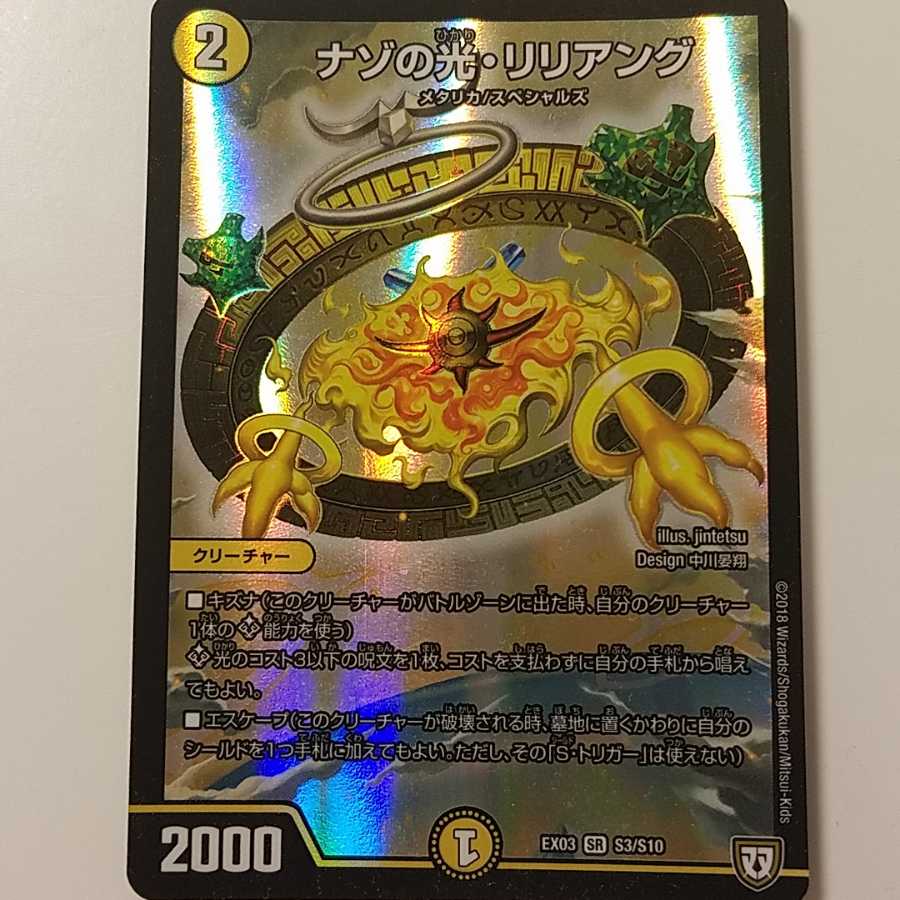 2
ひかり
ナゾの光・リリアング
メタリカ/スペシャルズ
illus. jintetsu
Design 中川晏翔
クリーチャー
■ キズナ(このクリーチャーがバトルゾーンに出た時、自分のクリーチャー
1体の 能力を使う)
光のコスト3以下の呪文を1枚、コストを支払わずに自分の手札から唱え
てもよい。
■ エスケープ(このクリーチャーが破壊される時、墓地に置くかわりに自分の
シールドを1つ手札に加えてもよい。ただし、その「S・トリガー」は使えない)
©2018 Wizards/Shogakukan/Mitsui-Kids
2000
1
EX03 SR S3/S10